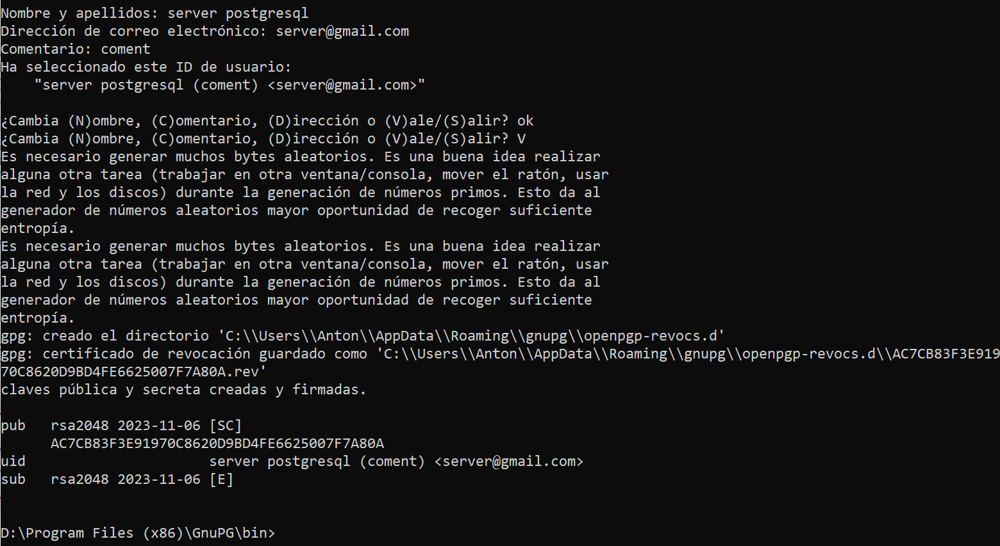 Nombre y apellidos: server postgresql
Dirección de correo electrónico: server@gmail.com
Comentario: coment
Ha seleccionado este ID de usuario:
    "server postgresql (coment) <server@gmail.com>"

¿Cambia (N)ombre, (C)omentario, (D)irección o (V)ale/(S)alir? ok
¿Cambia (N)ombre, (C)omentario, (D)irección o (V)ale/(S)alir? V
Es necesario generar muchos bytes aleatorios. Es una buena idea realizar
alguna otra tarea (trabajar en otra ventana/consola, mover el ratón, usar
la red y los discos) durante la generación de números primos. Esto da al
generador de números aleatorios mayor oportunidad de recoger suficiente
entropía.
Es necesario generar muchos bytes aleatorios. Es una buena idea realizar
alguna otra tarea (trabajar en otra ventana/consola, mover el ratón, usar
la red y los discos) durante la generación de números primos. Esto da al
generador de números aleatorios mayor oportunidad de recoger suficiente
entropía.
gpg: creado el directorio 'C:\\Users\\Anton\\AppData\\Roaming\\gnupg\\openpgp-revocs.d'
gpg: certificado de revocación guardado como 'C:\\Users\\Anton\\AppData\\Roaming\\gnupg\\openpgp-revocs.d\\AC7CB83F3E919
70C8620D9BD4FE6625007F7A80A.rev'
claves pública y secreta creadas y firmadas.

pub   rsa2048 2023-11-06 [SC]
      AC7CB83F3E91970C8620D9BD4FE6625007F7A80A
uid                      server postgresql (coment) <server@gmail.com>
sub   rsa2048 2023-11-06 [E]

D:\Program Files (x86)\GnuPG\bin>